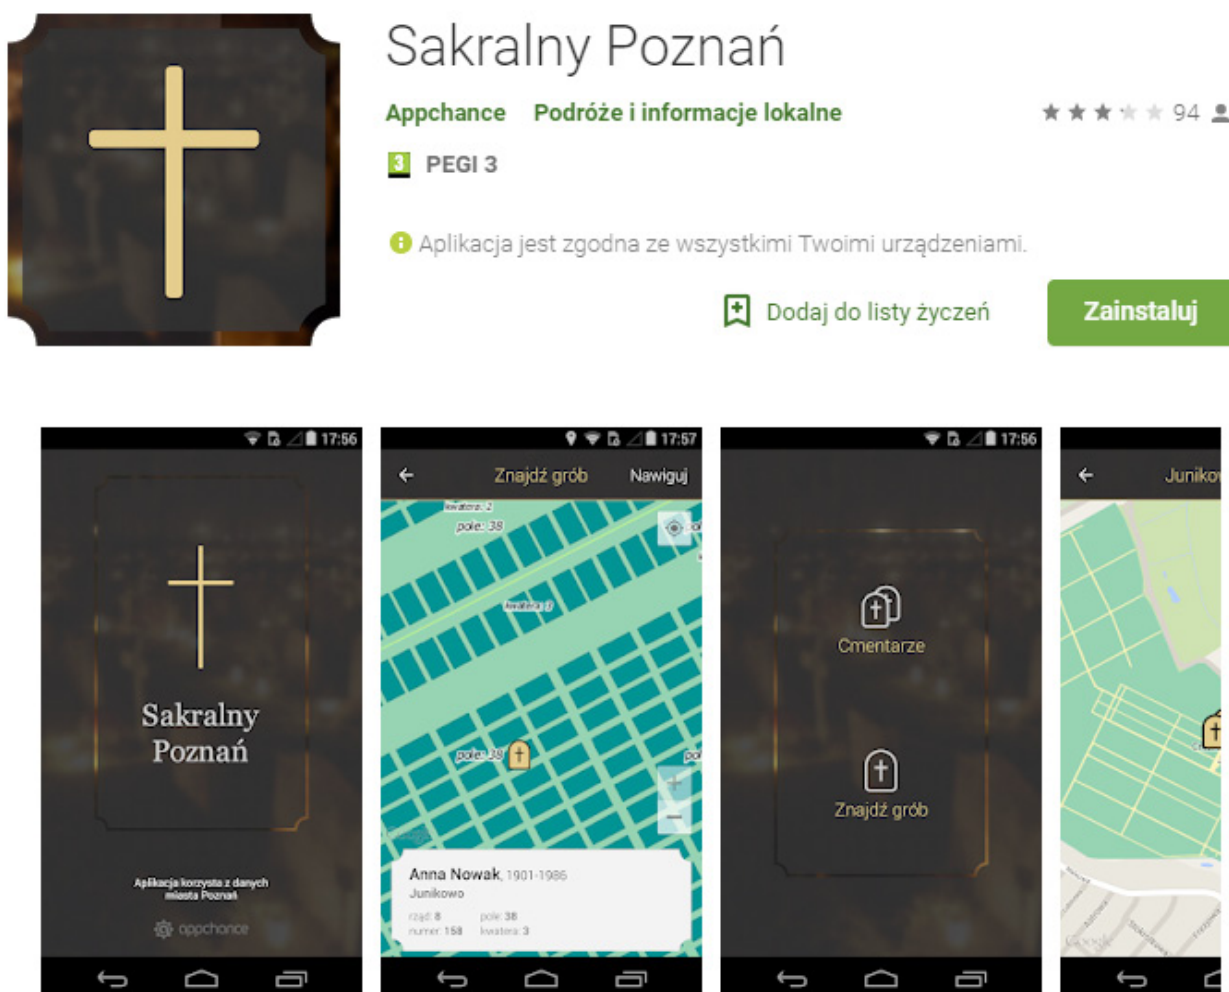 Sakralny Poznań
Appchance Podróże i informacje lokalne 94
3 PEGI 3
Aplikacja jest zgodna ze wszystkimi Twoimi urządzeniami.
Dodaj do listy życzeń Zainstaluj
17:56
Sakralny
Poznań
Aplikacja korzysta z danych
miasta Poznań
appchance
17:57
Znajdź grób Nawiguj
kwatera: 2
pole: 38
kwatera: 3
pole: 38
Anna Nowak, 1901-1986
Junikowo
rząd: 8 pole: 38
numer: 158 kwatera: 3
17:56
Cmentarze
Znajdź grób
Google